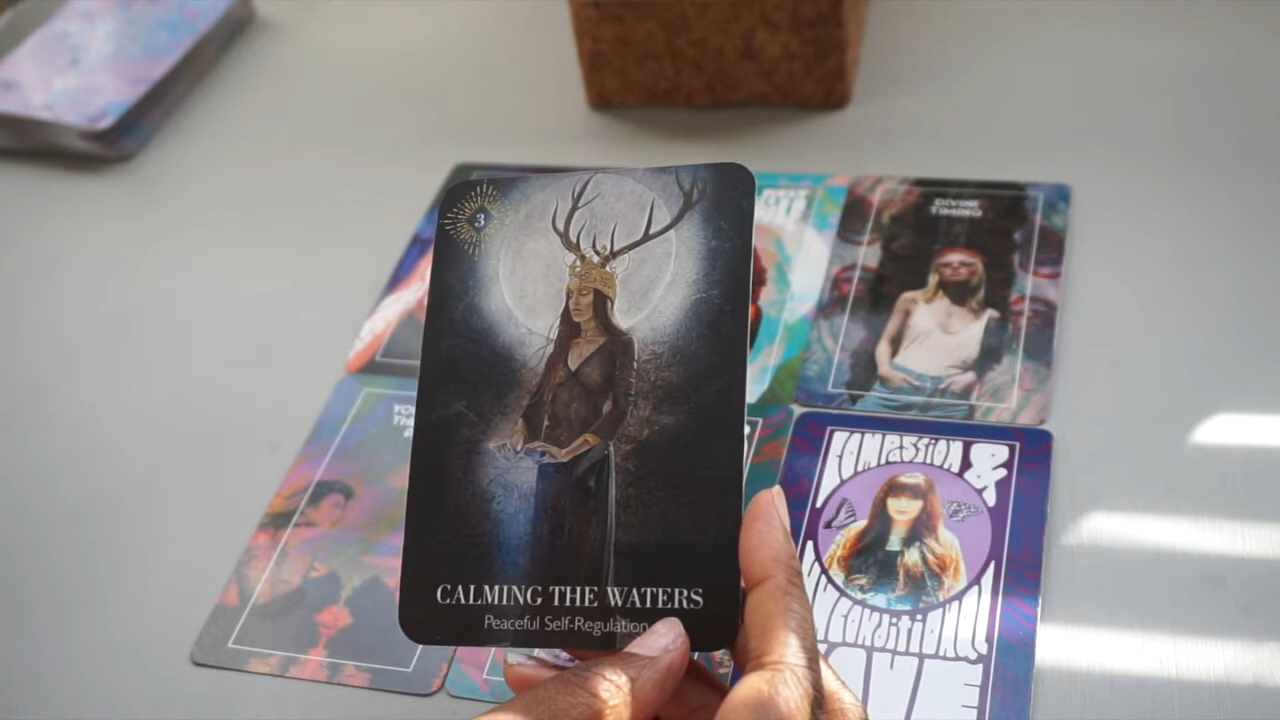 3
CALMING THE WATERS
Peaceful Self-Regulation
DIVINE
TIMING
COMPASSION &
UNCONDITIONAL
LOVE